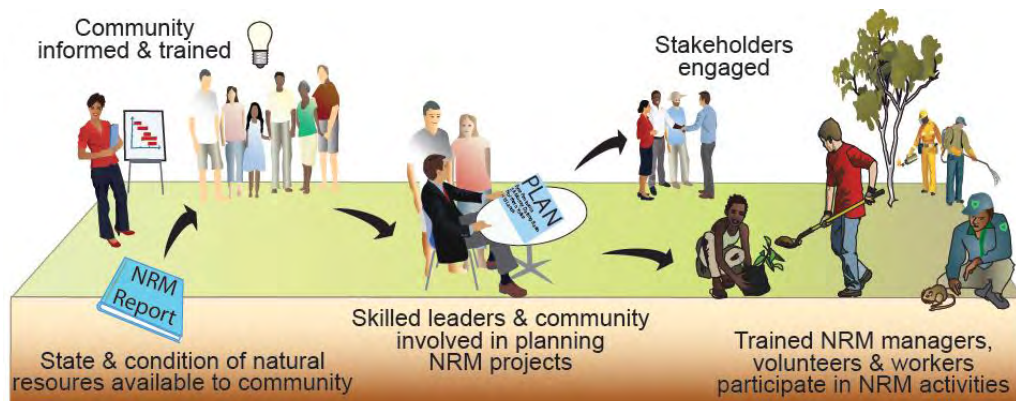 Community
informed & trained
Stakeholders
engaged
PLAN
NRM
Report
State & condition of natural
resoures available to community
Skilled leaders & community
involved in planning
NRM projects
Trained NRM managers,
volunteers & workers
participate in NRM activities